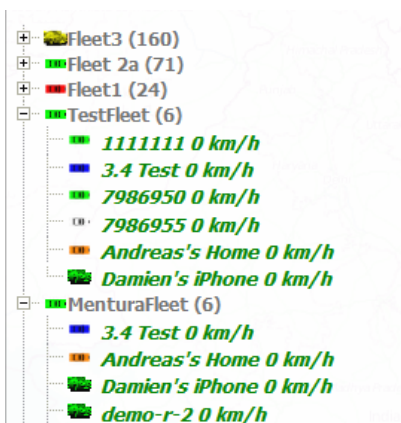 Fleet3 (160)
Fleet 2a (71)
Fleet1 (24)
TestFleet (6)
1111111 0 km/h
3.4 Test 0 km/h
7986950 0 km/h
7986955 0 km/h
Andreas's Home 0 km/h
Damien's iPhone 0 km/h
MenturaFleet (6)
3.4 Test 0 km/h
Andreas's Home 0 km/h
Damien's iPhone 0 km/h
demo-r-2 0 km/h